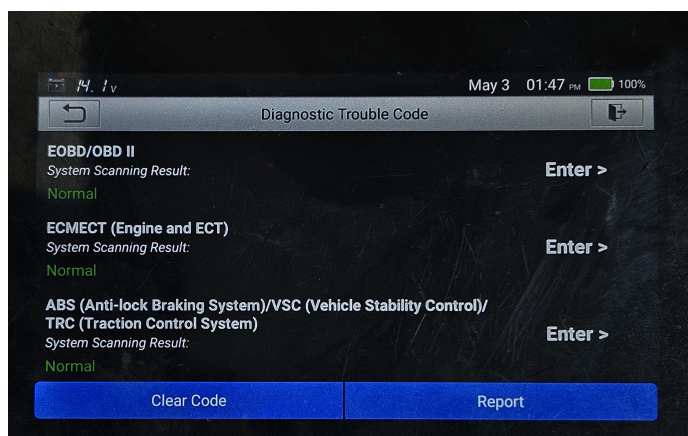 14.1v May 3 01:47 PM 100%
Diagnostic Trouble Code
EOBD/OBD II
System Scanning Result:
Enter >
Normal
ECMECT (Engine and ECT)
System Scanning Result:
Enter >
Normal
ABS (Anti-lock Braking System)/VSC (Vehicle Stability Control)/
TRC (Traction Control System)
Enter >
System Scanning Result:
Normal
Clear Code Report